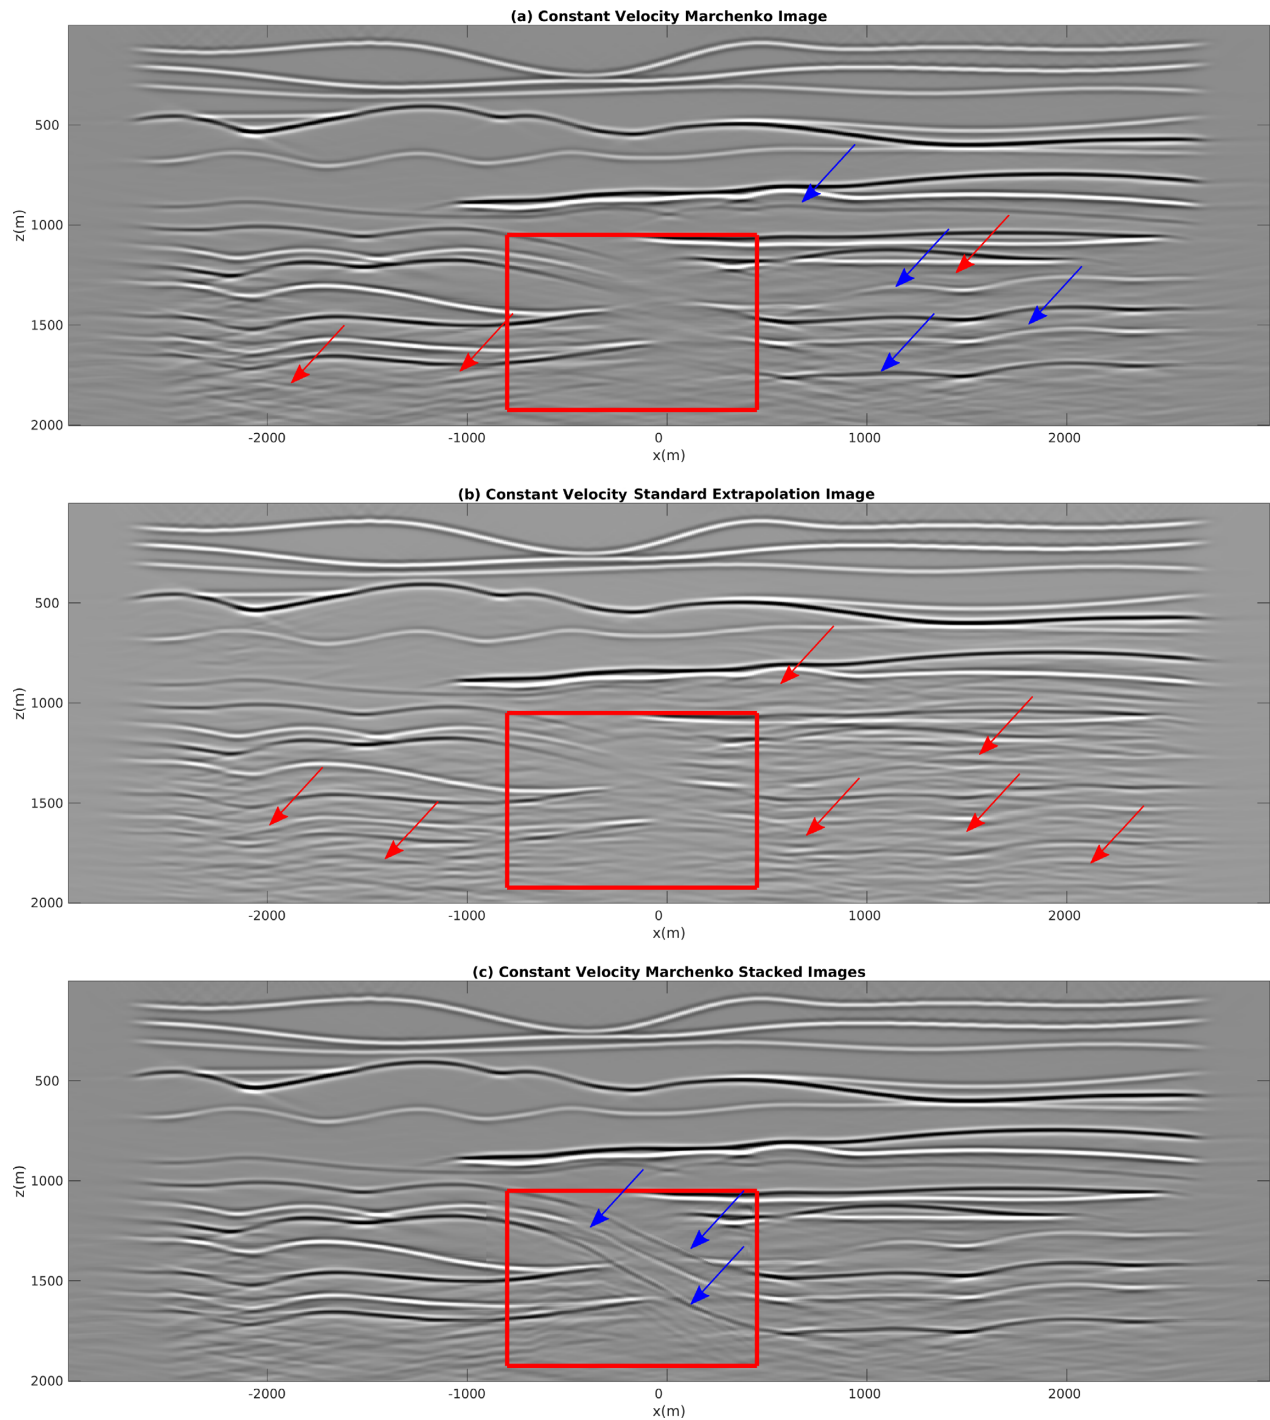 (a) Constant Velocity Marchenko Image
500
1000
1500
2000
z(m)
-2000 -1000 0 1000 2000
x(m)
(b) Constant Velocity Standard Extrapolation Image
500
1000
1500
2000
z(m)
-2000 -1000 0 1000 2000
x(m)
(c) Constant Velocity Marchenko Stacked Images
500
1000
1500
2000
z(m)
-2000 -1000 0 1000 2000
x(m)